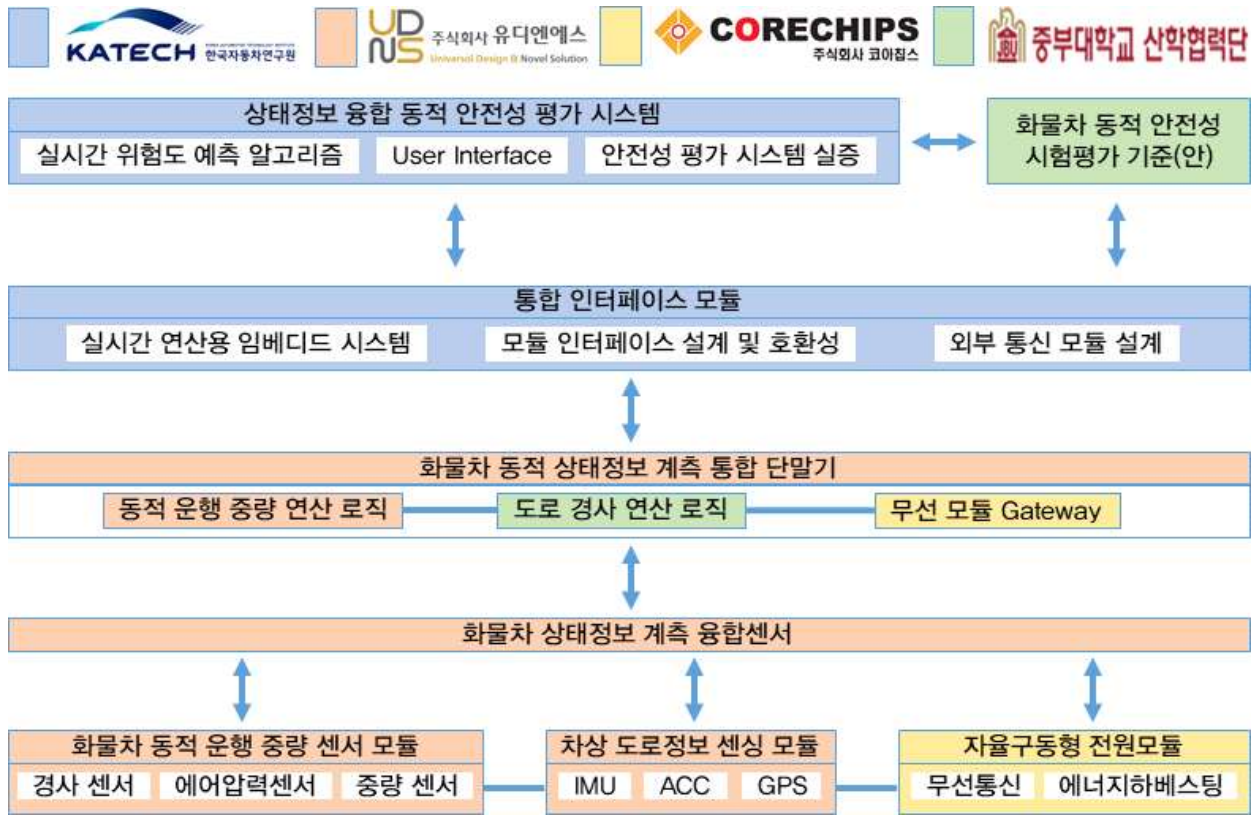 KATECH
한국자동차연구원
UD
NS
주식회사 유디엔에스
Universal Design & Novel Solution
CORECHIPS
주식회사 코아칩스
JBU
중부대학교 산학협력단
상태정보 융합 동적 안전성 평가 시스템
실시간 위험도 예측 알고리즘
User Interface
안전성 평가 시스템 실증
화물차 동적 안전성
시험평가 기준(안)
통합 인터페이스 모듈
실시간 연산용 임베디드 시스템
모듈 인터페이스 설계 및 호환성
외부 통신 모듈 설계
화물차 동적 상태정보 계측 통합 단말기
동적 운행 중량 연산 로직
도로 경사 연산 로직
무선 모듈 Gateway
화물차 상태정보 계측 융합센서
화물차 동적 운행 중량 센서 모듈
경사 센서
에어압력센서
중량 센서
차상 도로정보 센싱 모듈
IMU
ACC
GPS
자율구동형 전원모듈
무선통신
에너지하베스팅